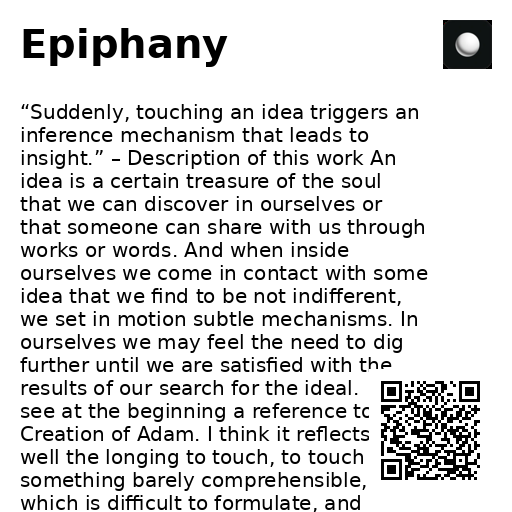 Epiphany
“Suddenly, touching an idea triggers an
inference mechanism that leads to
insight.” – Description of this work An
idea is a certain treasure of the soul
that we can discover in ourselves or
that someone can share with us through
works or words. And when inside
ourselves we come in contact with some
idea that we find to be not indifferent,
we set in motion subtle mechanisms. In
ourselves we may feel the need to dig
further until we are satisfied with the
results of our search for the ideal.
see at the beginning a reference to
Creation of Adam. I think it reflects
well the longing to touch, to touch
something barely comprehensible,
which is difficult to formulate, and